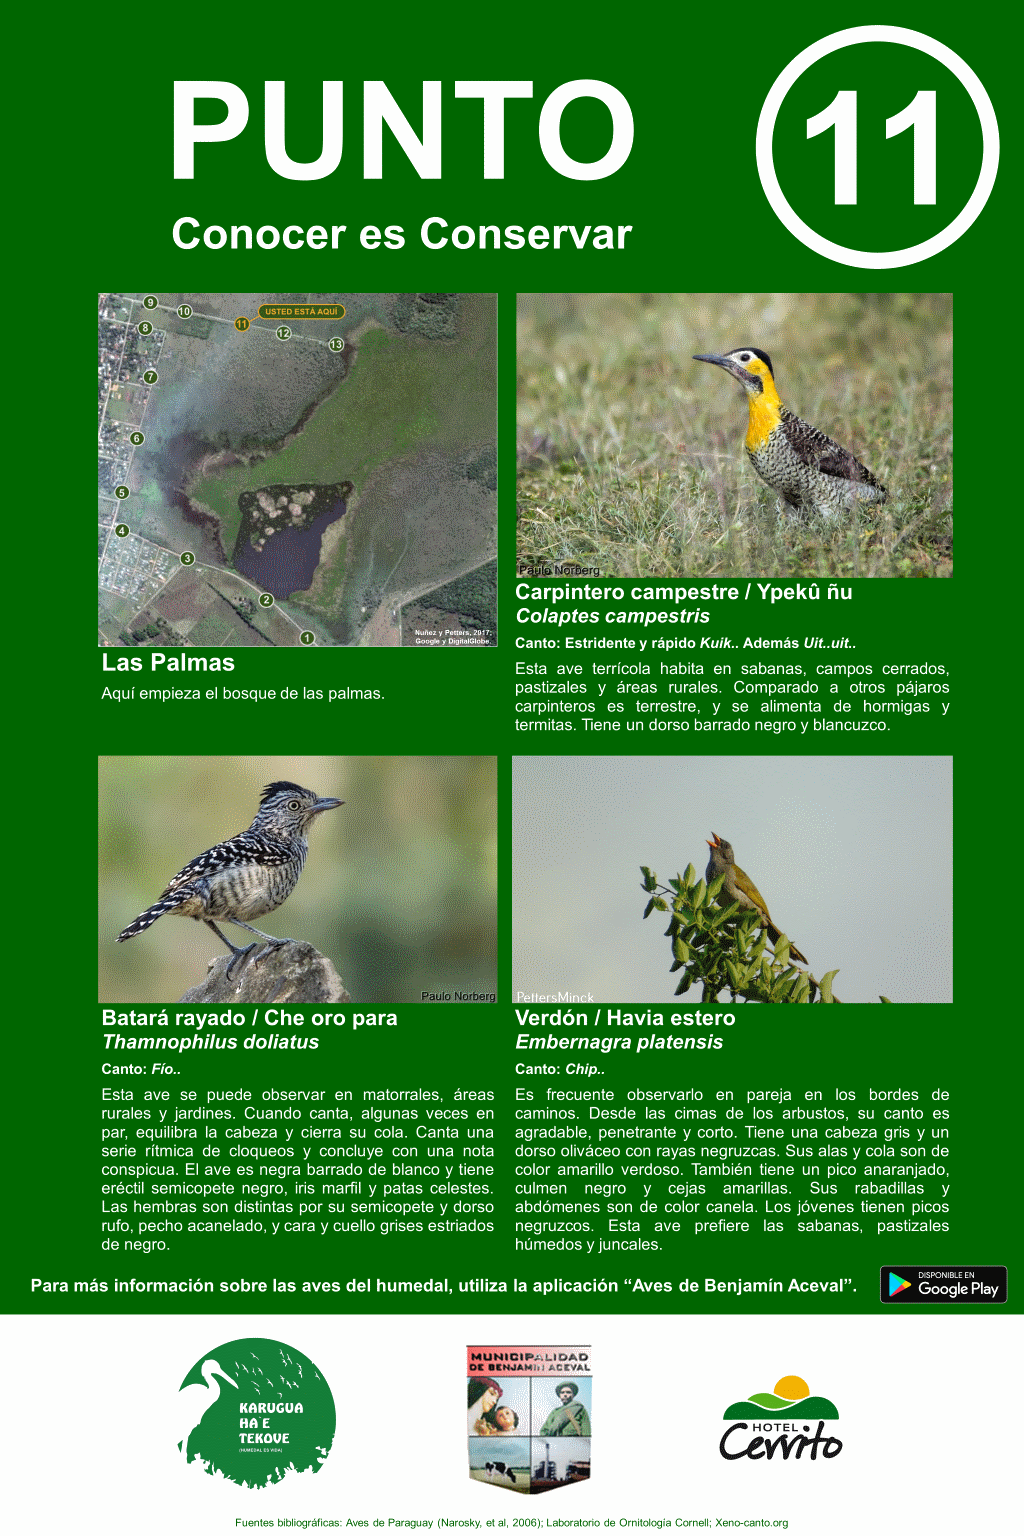 PUNTO
11
Conocer es Conservar
9
10
USTED ESTÁ AQUÍ
11
8
12
13
7
6
5
4
3
2
1
Nuñez y Petters, 2017;
Google y DigitalGlobe.
Las Palmas
Aquí empieza el bosque de las palmas.
Paulo Norberg
Carpintero campestre / Ypekû ñu
Colaptes campestris
Canto: Estridente y rápido Kuik.. Además Uit..uit..
Esta ave terrícola habita en sabanas, campos cerrados,
pastizales y áreas rurales. Comparado a otros pájaros
carpinteros es terrestre, y se alimenta de hormigas y
termitas. Tiene un dorso barrado negro y blancuzco.
Paulo Norberg
Batará rayado / Che oro para
Thamnophilus doliatus
Canto: Fío..
Esta ave se puede observar en matorrales, áreas
rurales y jardines. Cuando canta, algunas veces en
par, equilibra la cabeza y cierra su cola. Canta una
serie rítmica de cloqueos y concluye con una nota
conspicua. El ave es negra barrado de blanco y tiene
eréctil semicopete negro, iris marfil y patas celestes.
Las hembras son distintas por su semicopete y dorso
rufo, pecho acanelado, y cara y cuello grises estriados
de negro.
PettersMinck
Verdón / Havia estero
Embernagra platensis
Canto: Chip..
Es frecuente observarlo en pareja en los bordes de
caminos. Desde las cimas de los arbustos, su canto es
agradable, penetrante y corto. Tiene una cabeza gris y un
dorso oliváceo con rayas negruzcas. Sus alas y cola son de
color amarillo verdoso. También tiene un pico anaranjado,
culmen negro y cejas amarillas. Sus rabadillas y
abdómenes son de color canela. Los jóvenes tienen picos
negruzcos. Esta ave prefiere las sabanas, pastizales
húmedos y juncales.
Para más información sobre las aves del humedal, utiliza la aplicación “Aves de Benjamín Aceval”.
DISPONIBLE EN
Google Play
KARUGUA
HA`E
TEKOVE
(HUMEDAL ES VIDA)
MUNICIPALIDAD
DE BENJAMIN ACEVAL
HOTEL
Cerrito
Fuentes bibliográficas: Aves de Paraguay (Narosky, et al, 2006); Laboratorio de Ornitología Cornell; Xeno-canto.org